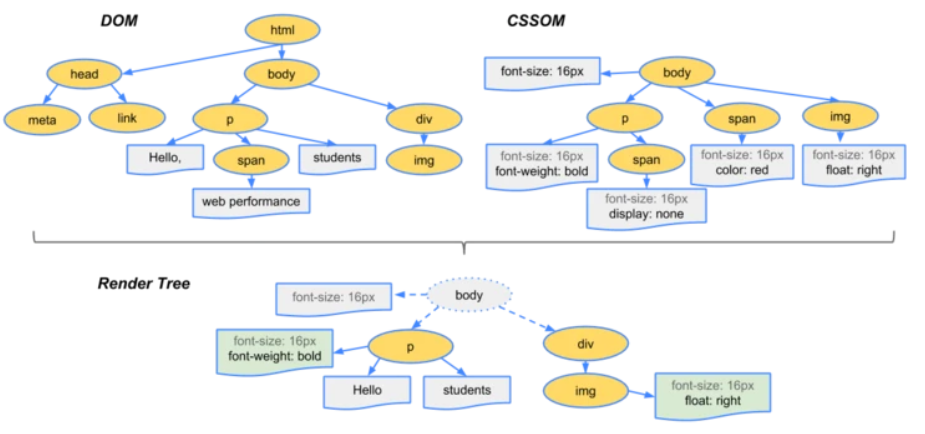 DOM
CSSOM
html
head
body
meta
link
p
div
Hello,
span
students
img
web performance
font-size: 16px
body
p
span
img
font-size: 16px
font-weight: bold
span
font-size: 16px
color: red
font-size: 16px
float: right
font-size: 16px
display: none
Render Tree
font-size: 16px
body
font-size: 16px
font-weight: bold
p
div
Hello
students
img
font-size: 16px
float: right